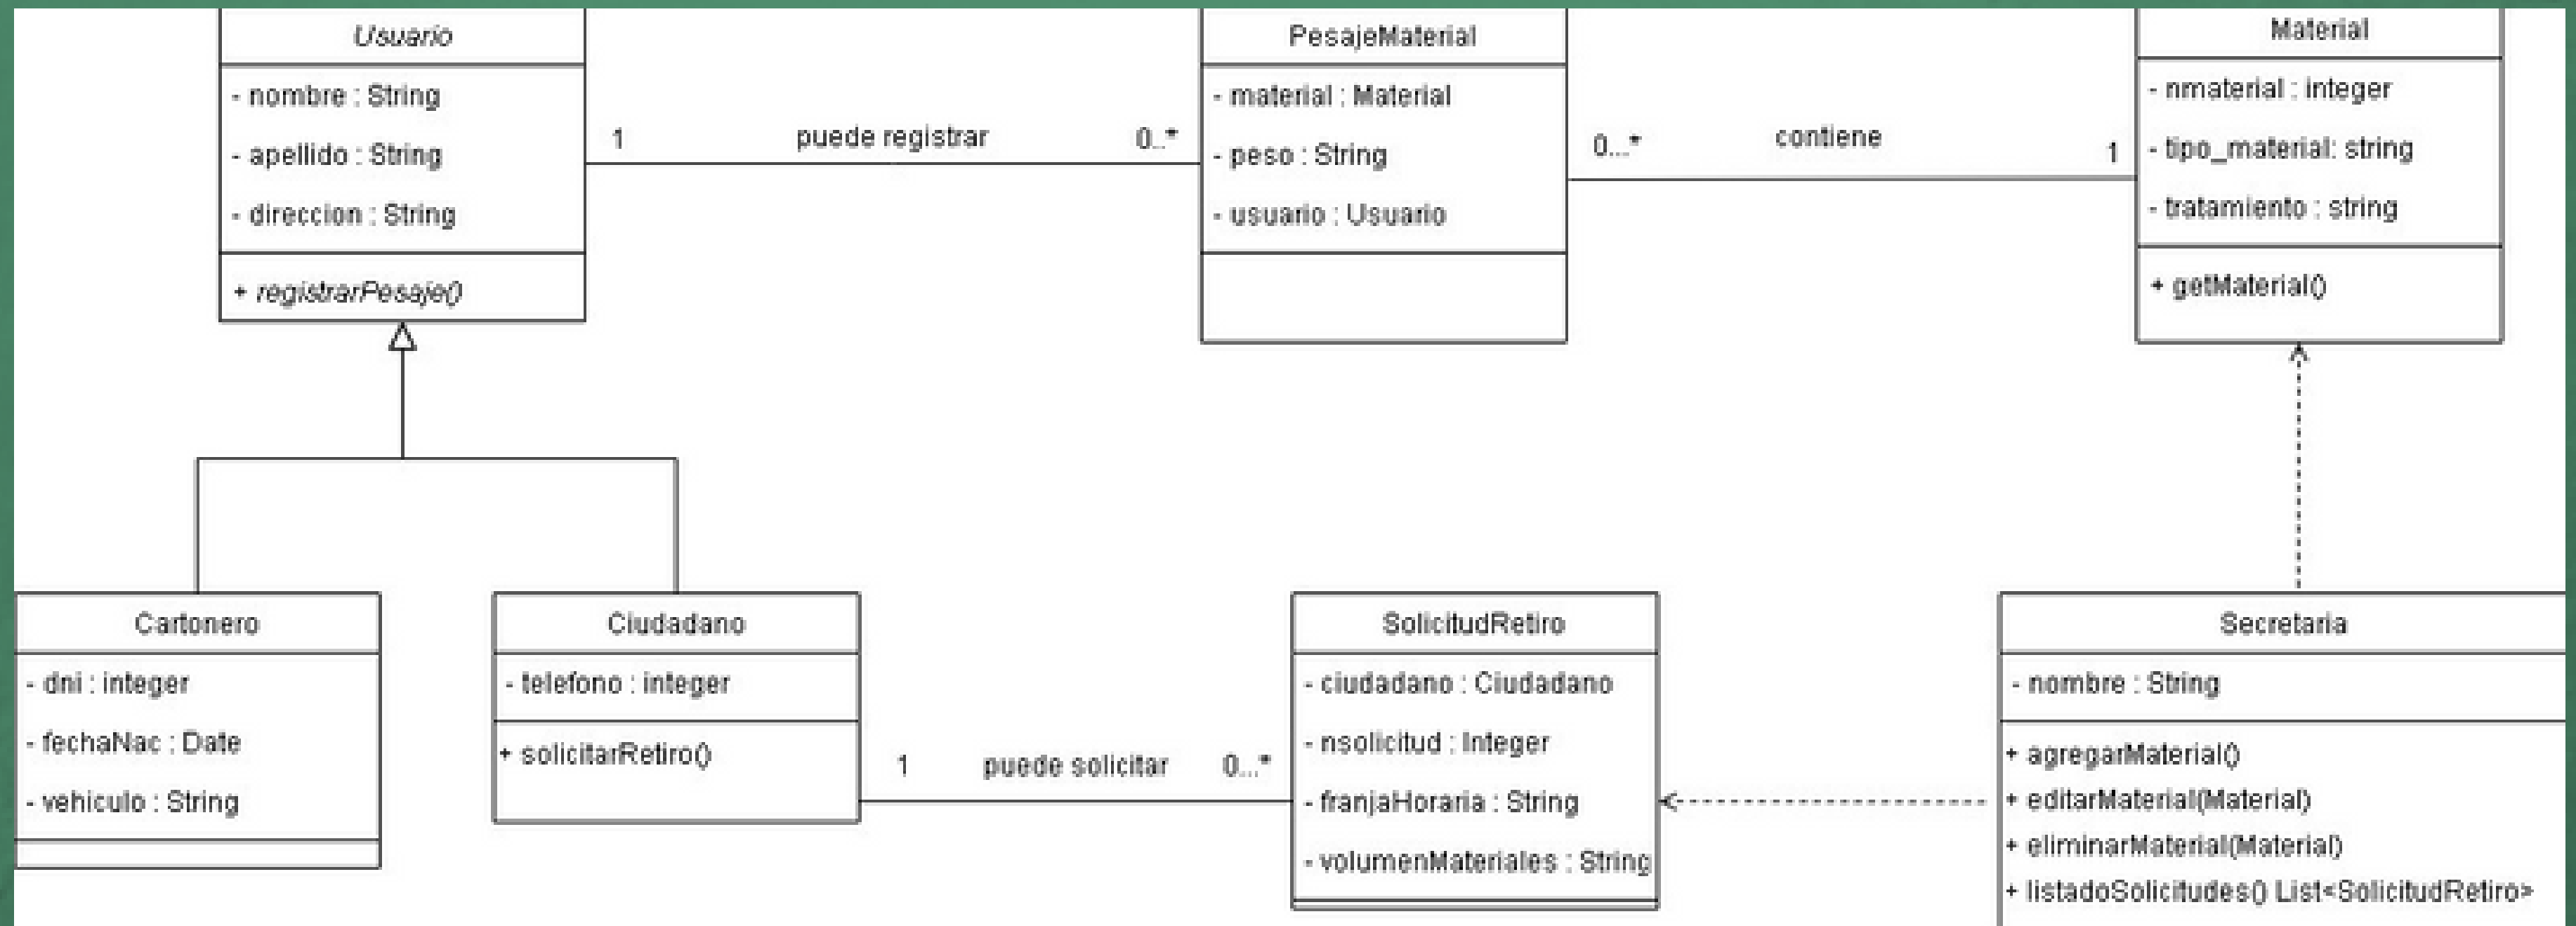 Usuario
- nombre : String
- apellido : String
- direccion : String
+ registrarPesaje()
1 puede registrar 0..*
PesajeMaterial
- material : Material
- peso : String
- usuario : Usuario
0...* contiene 1
Material
- nmaterial : integer
- tipo_material: string
- tratamiento : string
+ getMaterial()
Cartonero
- dni : integer
- fechaNac : Date
- vehiculo : String
Ciudadano
- telefono : integer
+ solicitarRetiro()
1 puede solicitar 0...*
SolicitudRetiro
- ciudadano : Ciudadano
- nsolicitud : Integer
- franjaHoraria : String
- volumenMateriales : String
Secretaria
- nombre : String
+ agregarMaterial()
+ editarMaterial(Material)
+ eliminarMaterial(Material)
+ listadoSolicitudes() List<SolicitudRetiro>